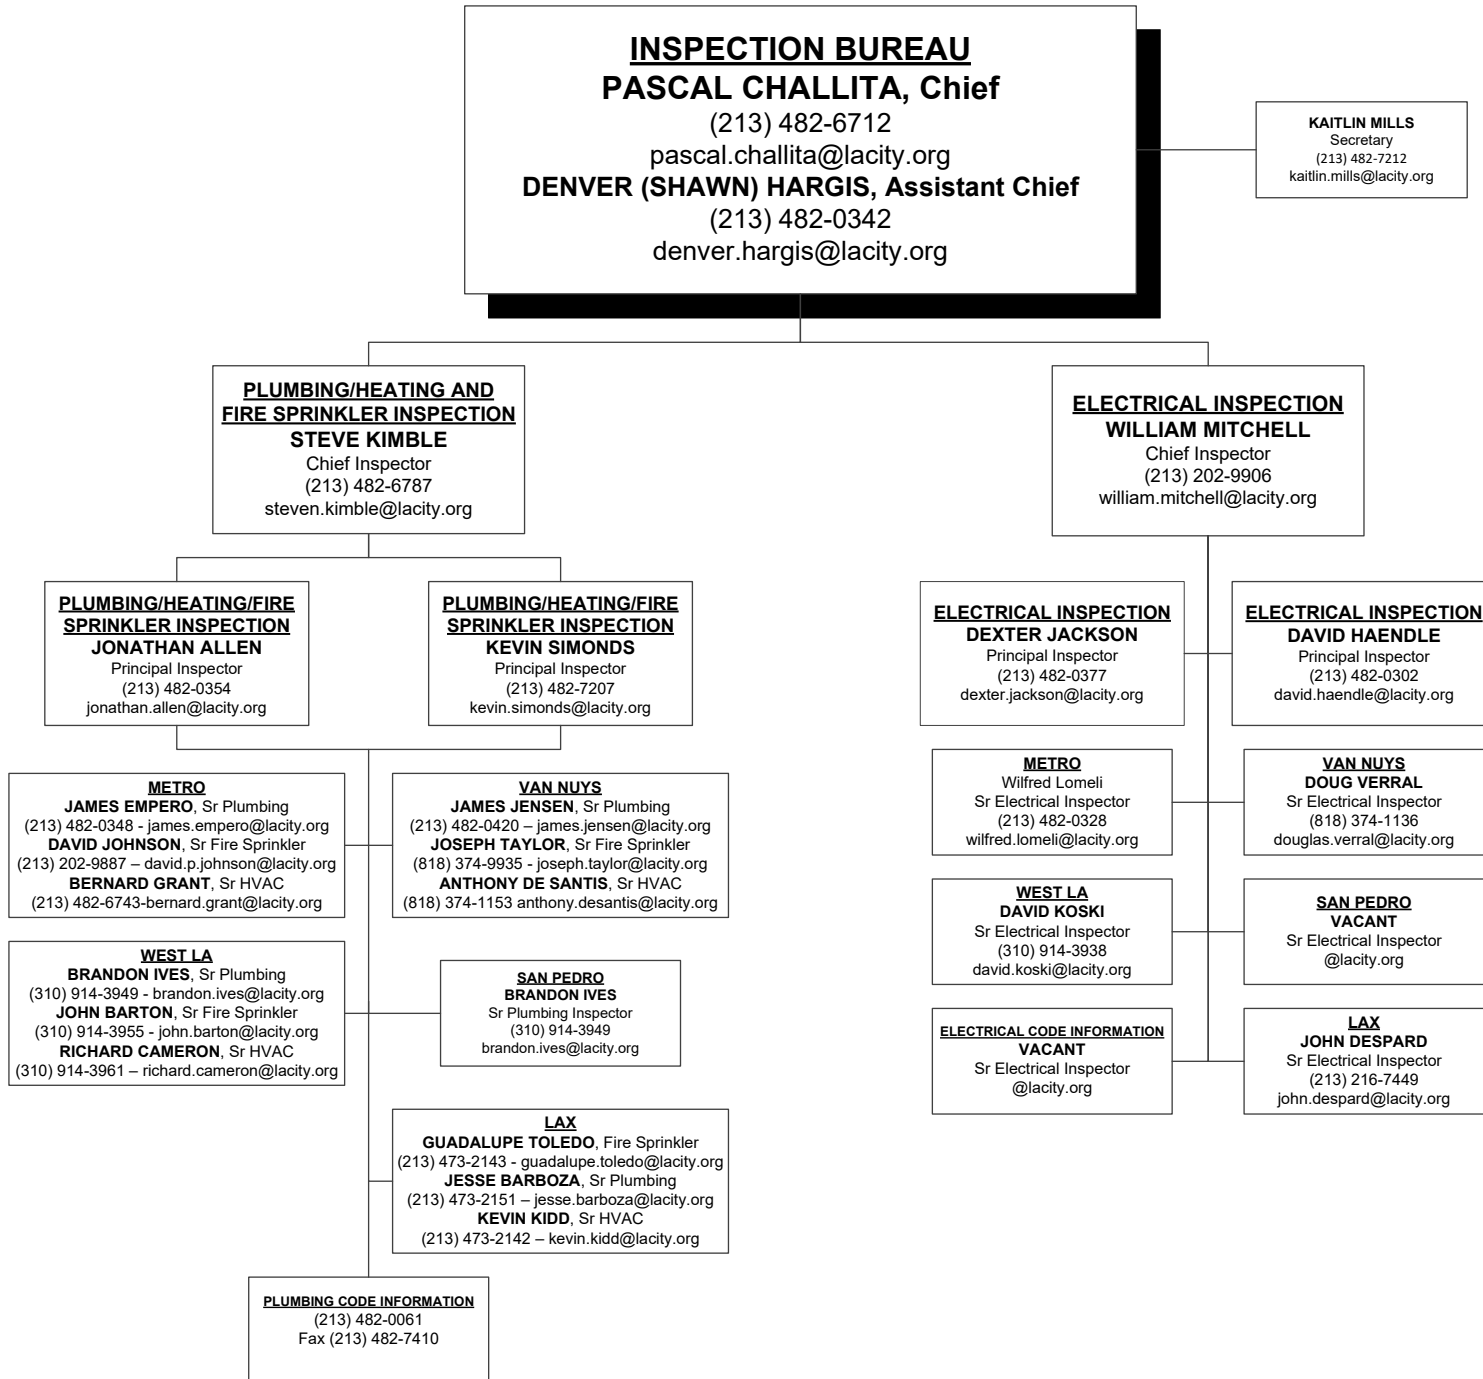 INSPECTION BUREAU
PASCAL CHALLITA, Chief
(213) 482-6712
pascal.challita@lacity.org
DENVER (SHAWN) HARGIS, Assistant Chief
(213) 482-0342
denver.hargis@lacity.org
KAITLIN MILLS
Secretary
(213) 482-7212
kaitlin.mills@lacity.org
PLUMBING/HEATING AND
FIRE SPRINKLER INSPECTION
STEVE KIMBLE
Chief Inspector
(213) 482-6787
steven.kimble@lacity.org
ELECTRICAL INSPECTION
WILLIAM MITCHELL
Chief Inspector
(213) 202-9906
william.mitchell@lacity.org
PLUMBING/HEATING/FIRE
SPRINKLER INSPECTION
JONATHAN ALLEN
Principal Inspector
(213) 482-0354
jonathan.allen@lacity.org
PLUMBING/HEATING/FIRE
SPRINKLER INSPECTION
KEVIN SIMONDS
Principal Inspector
(213) 482-7207
kevin.simonds@lacity.org
ELECTRICAL INSPECTION
DEXTER JACKSON
Principal Inspector
(213) 482-0377
dexter.jackson@lacity.org
ELECTRICAL INSPECTION
DAVID HAENDLE
Principal Inspector
(213) 482-0302
david.haendle@lacity.org
METRO
JAMES EMPERO, Sr Plumbing
(213) 482-0348 - james.empero@lacity.org
DAVID JOHNSON, Sr Fire Sprinkler
(213) 202-9887 – david.p.johnson@lacity.org
BERNARD GRANT, Sr HVAC
(213) 482-6743-bernard.grant@lacity.org
VAN NUYS
JAMES JENSEN, Sr Plumbing
(213) 482-0420 – james.jensen@lacity.org
JOSEPH TAYLOR, Sr Fire Sprinkler
(818) 374-9935 - joseph.taylor@lacity.org
ANTHONY DE SANTIS, Sr HVAC
(818) 374-1153 anthony.desantis@lacity.org
METRO
Wilfred Lomeli
Sr Electrical Inspector
(213) 482-0328
wilfred.lomeli@lacity.org
VAN NUYS
DOUG VERRAL
Sr Electrical Inspector
(818) 374-1136
douglas.verral@lacity.org
WEST LA
BRANDON IVES, Sr Plumbing
(310) 914-3949 - brandon.ives@lacity.org
JOHN BARTON, Sr Fire Sprinkler
(310) 914-3955 - john.barton@lacity.org
RICHARD CAMERON, Sr HVAC
(310) 914-3961 – richard.cameron@lacity.org
SAN PEDRO
BRANDON IVES
Sr Plumbing Inspector
(310) 914-3949
brandon.ives@lacity.org
WEST LA
DAVID KOSKI
Sr Electrical Inspector
(310) 914-3938
david.koski@lacity.org
SAN PEDRO
VACANT
Sr Electrical Inspector
@lacity.org
ELECTRICAL CODE INFORMATION
VACANT
Sr Electrical Inspector
@lacity.org
LAX
JOHN DESPARD
Sr Electrical Inspector
(213) 216-7449
john.despard@lacity.org
LAX
GUADALUPE TOLEDO, Fire Sprinkler
(213) 473-2143 - guadalupe.toledo@lacity.org
JESSE BARBOZA, Sr Plumbing
(213) 473-2151 – jesse.barboza@lacity.org
KEVIN KIDD, Sr HVAC
(213) 473-2142 – kevin.kidd@lacity.org
PLUMBING CODE INFORMATION
(213) 482-0061
Fax (213) 482-7410